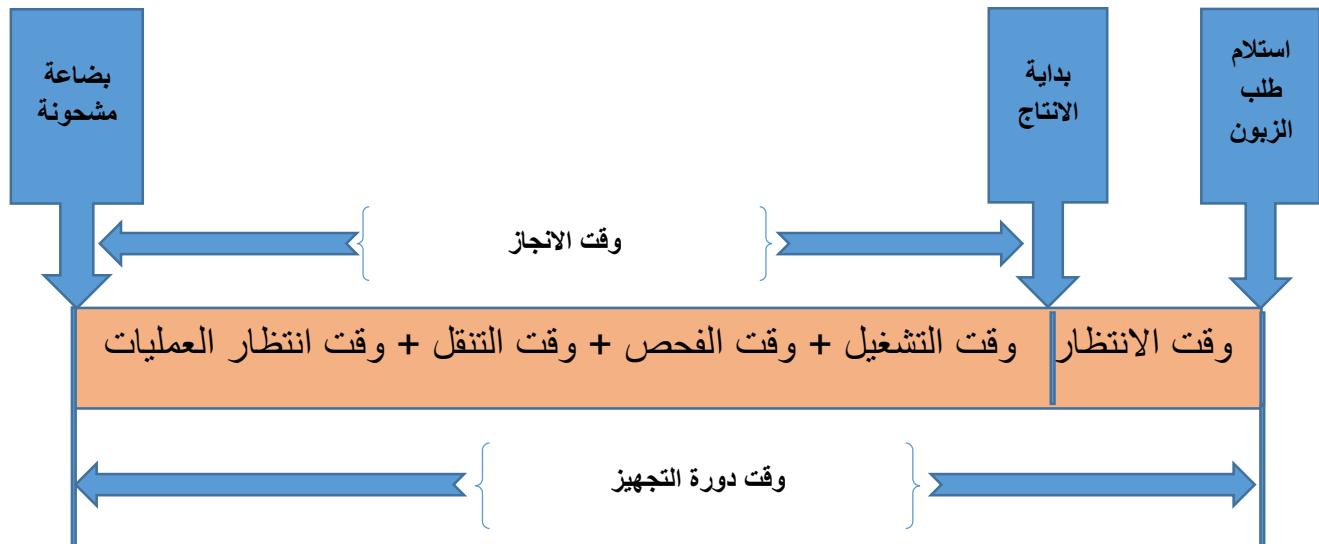 استلام
طلب
الزبون
بداية
الانتاج
بضاعة
مشحونة
وقت الانجاز
وقت الانتظار
وقت التشغيل + وقت الفحص + وقت التنقل + وقت انتظار العمليات
وقت دورة التجهيز